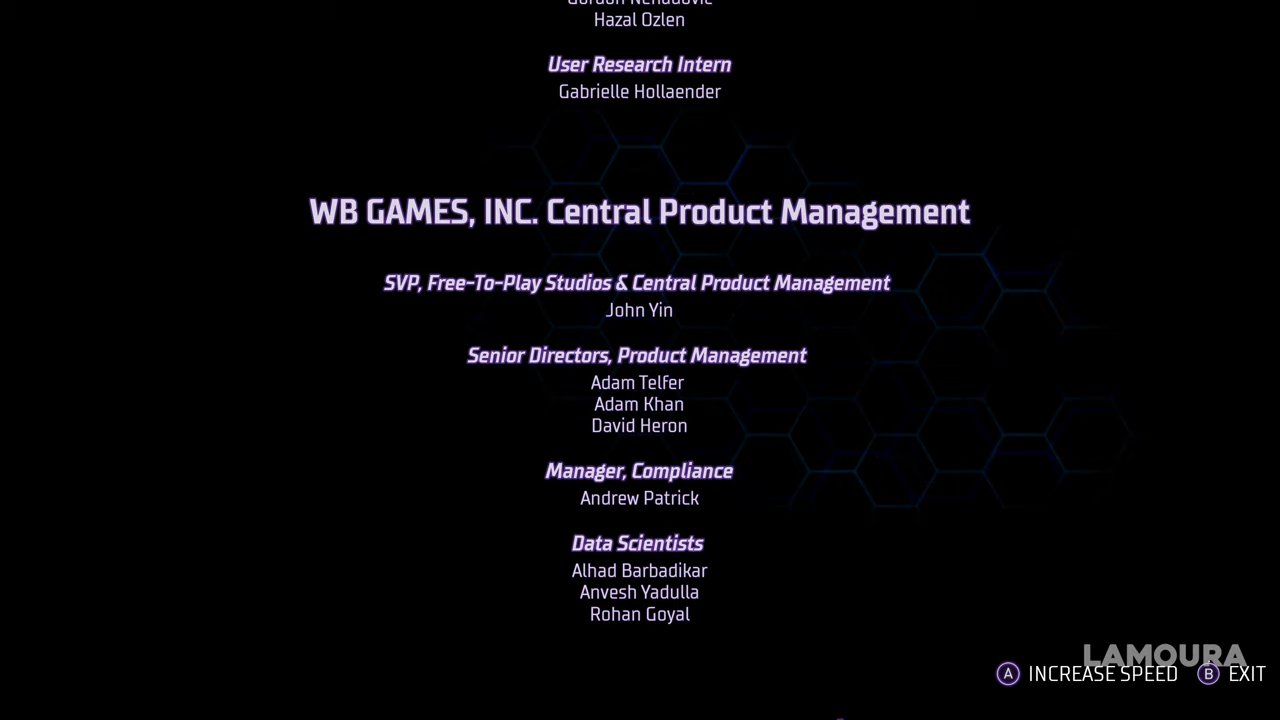 Hazal Ozlen
User Research Intern
Gabrielle Hollaender
WB GAMES, INC. Central Product Management
SVP, Free-To-Play Studios & Central Product Management
John Yin
Senior Directors, Product Management
Adam Telfer
Adam Khan
David Heron
Manager, Compliance
Andrew Patrick
Data Scientists
Alhad Barbadikar
Anvesh Yadulla
Rohan Goyal
LAMOURA
A INCREASE SPEED B EXIT